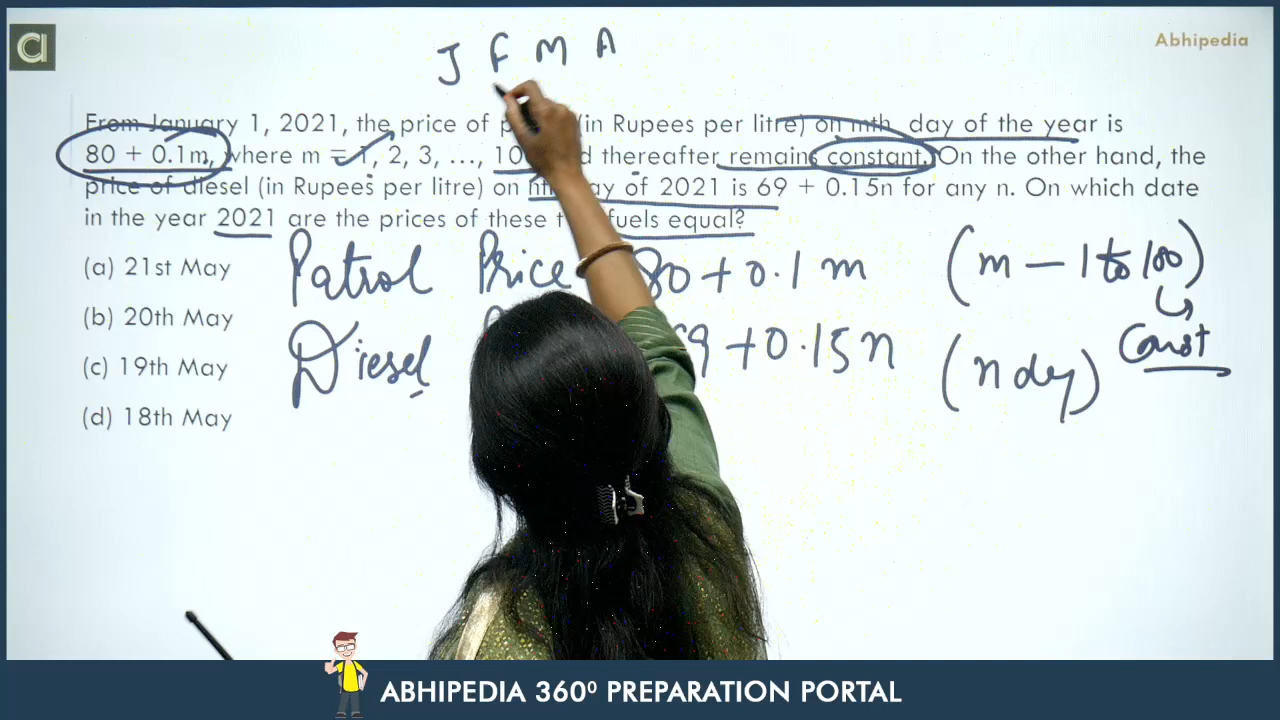 J F M A
Abhipedia
From January 1, 2021, the price of (in Rupees per litre) on mth day of the year is
80 + 0.1m, where m = 1, 2, 3, ..., thereafter remains constant. On the other hand, the
price of diesel (in Rupees per litre) on nth day of 2021 is 69 + 0.15n for any n. On which date
in the year 2021 are the prices of these fuels equal?
(a) 21st May
(b) 20th May
(c) 19th May
(d) 18th May
Patrol Price 80 + 0.1 m (m - 1 to 100)
Const
Diesel 69 + 0.15 n (n day)
ABHIPEDIA 360⁰ PREPARATION PORTAL